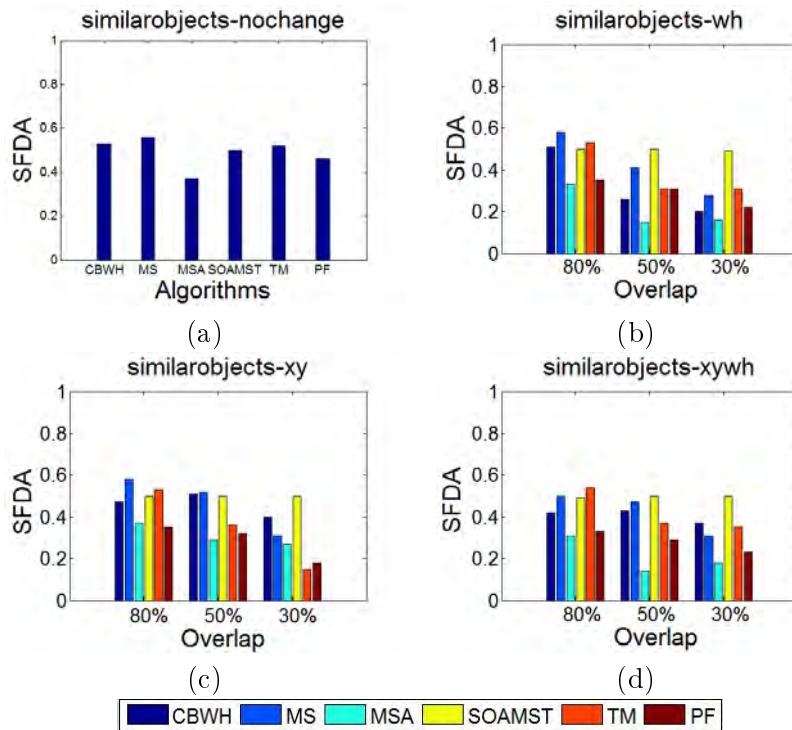 similarobjects-nochange
1
0.8
0.6
0.4
0.2
0
SFDA
CBWH MS MSA SOAMST TM PF
Algorithms
(a)
similarobjects-wh
1
0.8
0.6
0.4
0.2
0
SFDA
80% 50% 30%
Overlap
(b)
similarobjects-xy
1
0.8
0.6
0.4
0.2
0
SFDA
80% 50% 30%
Overlap
(c)
similarobjects-xywh
1
0.8
0.6
0.4
0.2
0
SFDA
80% 50% 30%
Overlap
(d)
CBWH MS MSA SOAMST TM PF